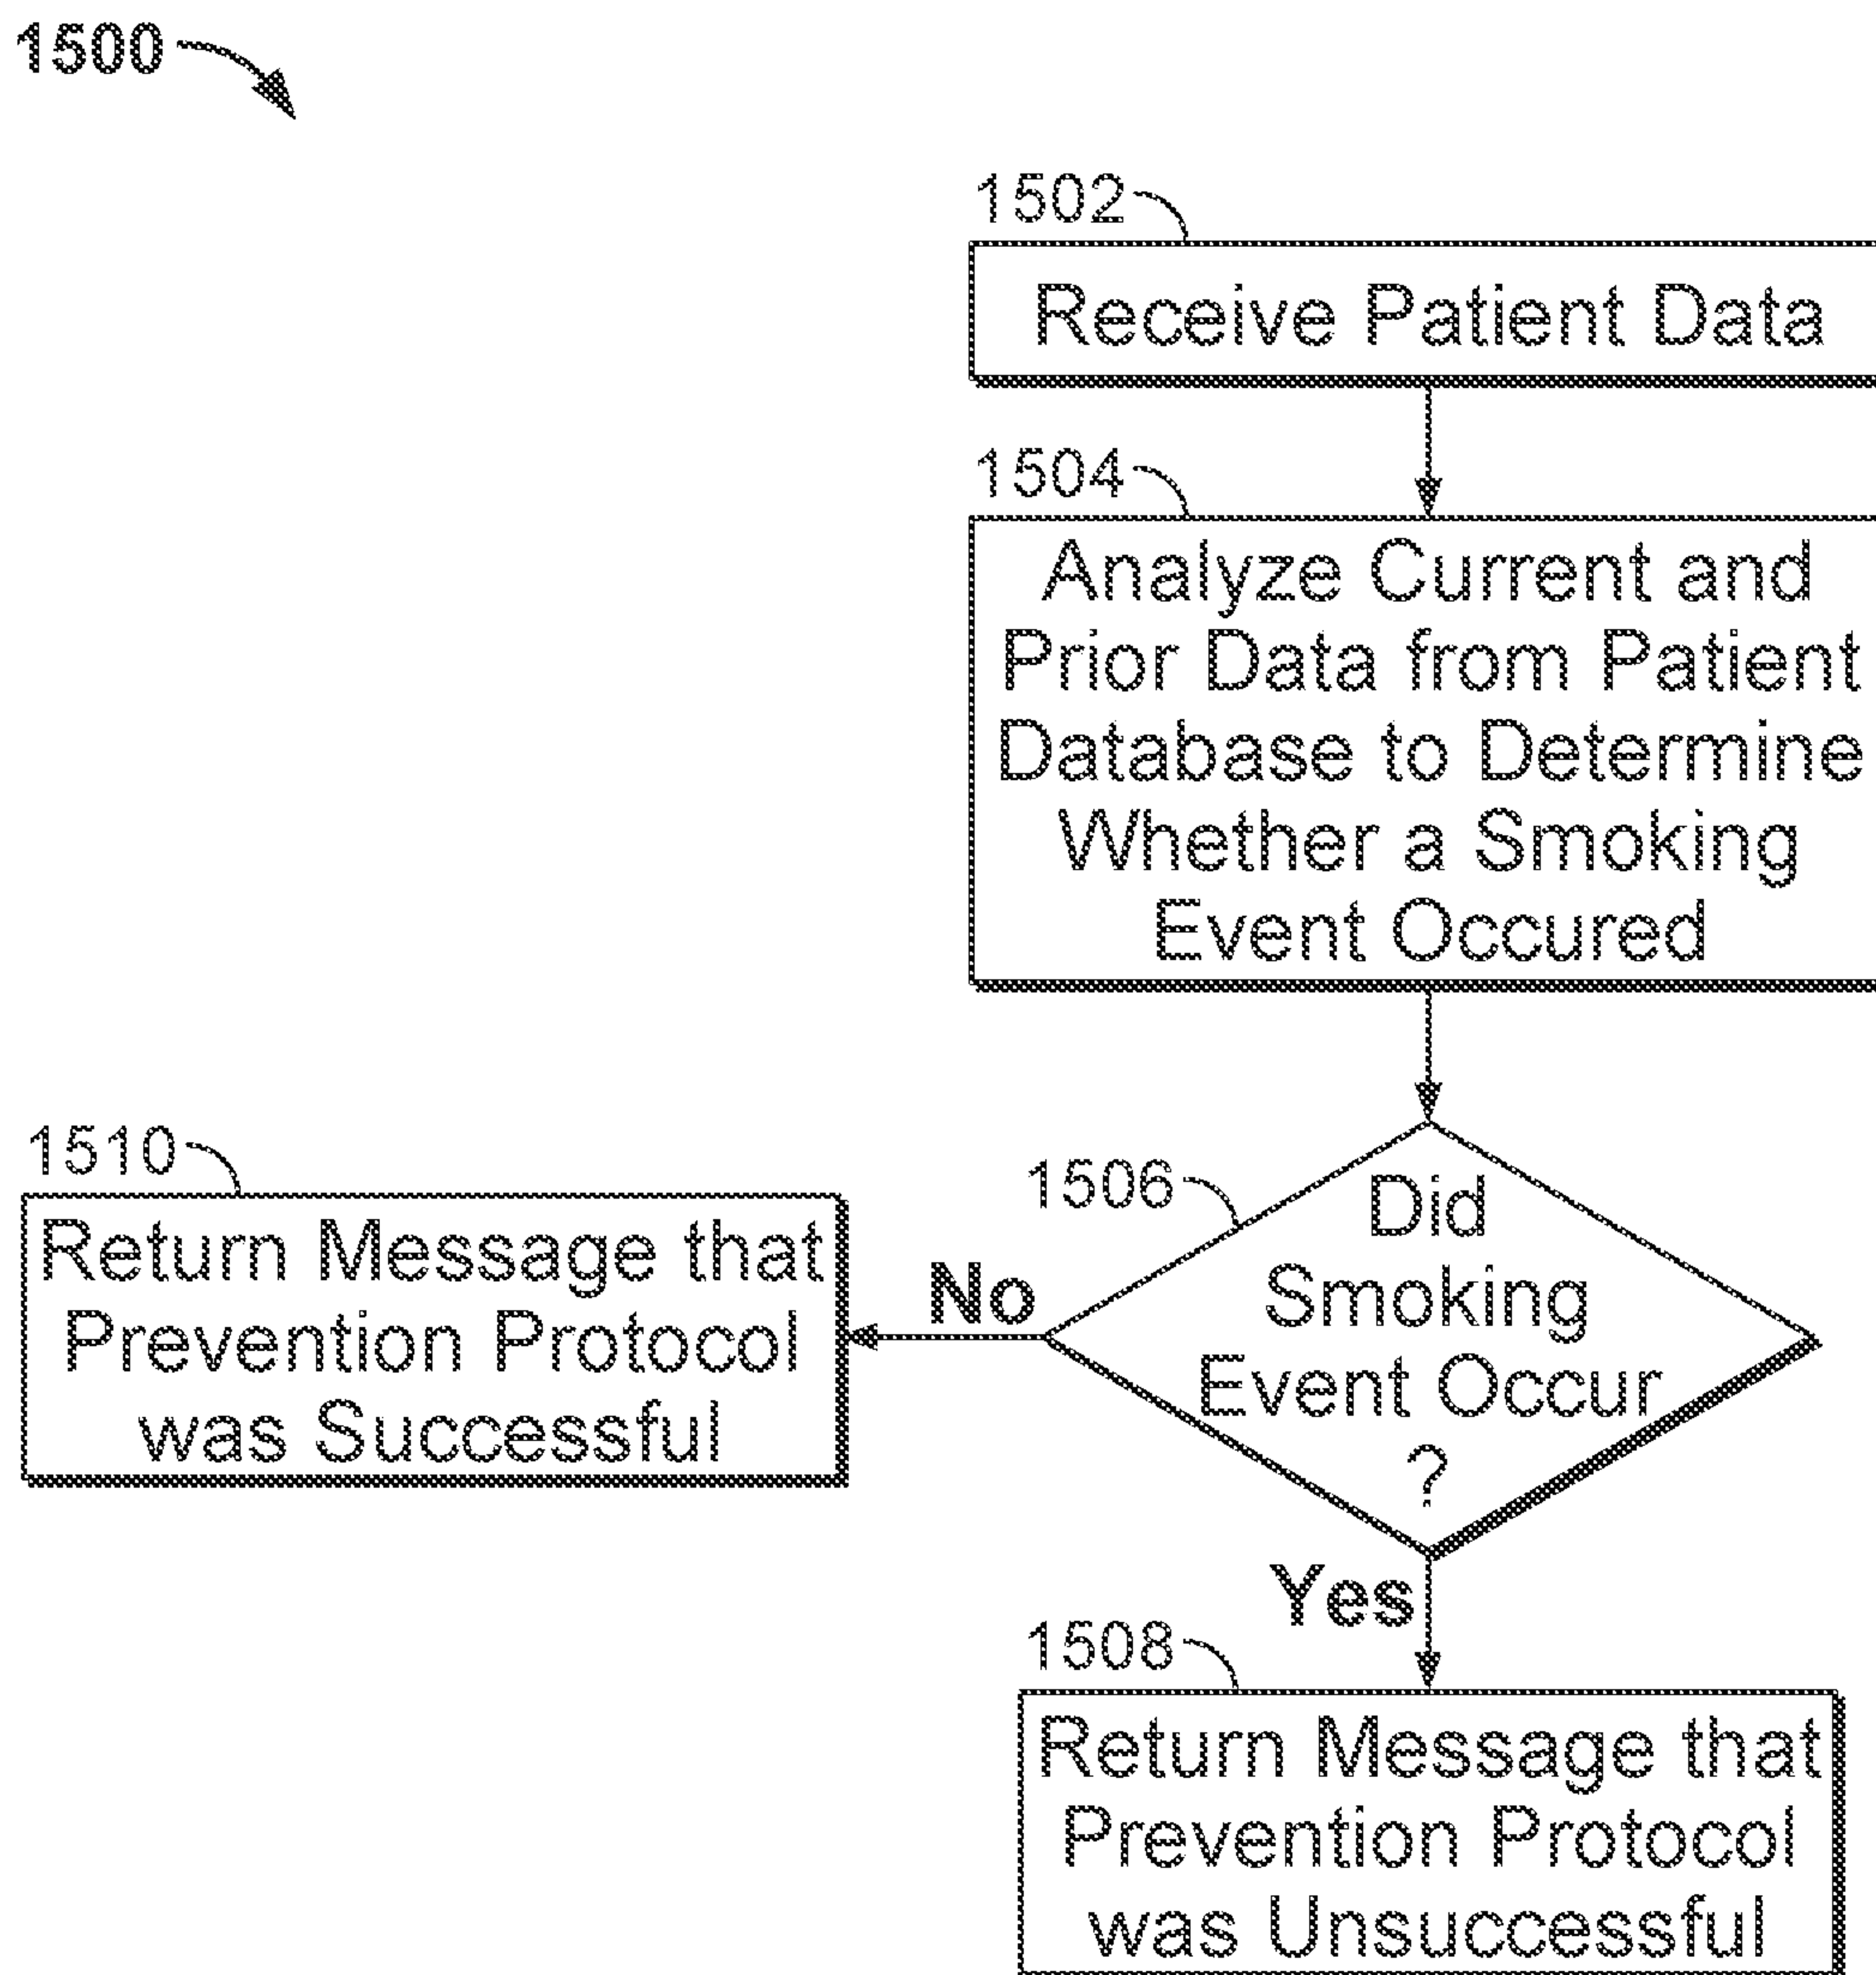 1500
1502
Receive Patient Data
1504
Analyze Current and
Prior Data from Patient
Database to Determine
Whether a Smoking
Event Occured
1506
Did
Smoking
Event Occur
?
No
1510
Return Message that
Prevention Protocol
was Successful
Yes
1508
Return Message that
Prevention Protocol
was Unsuccessful